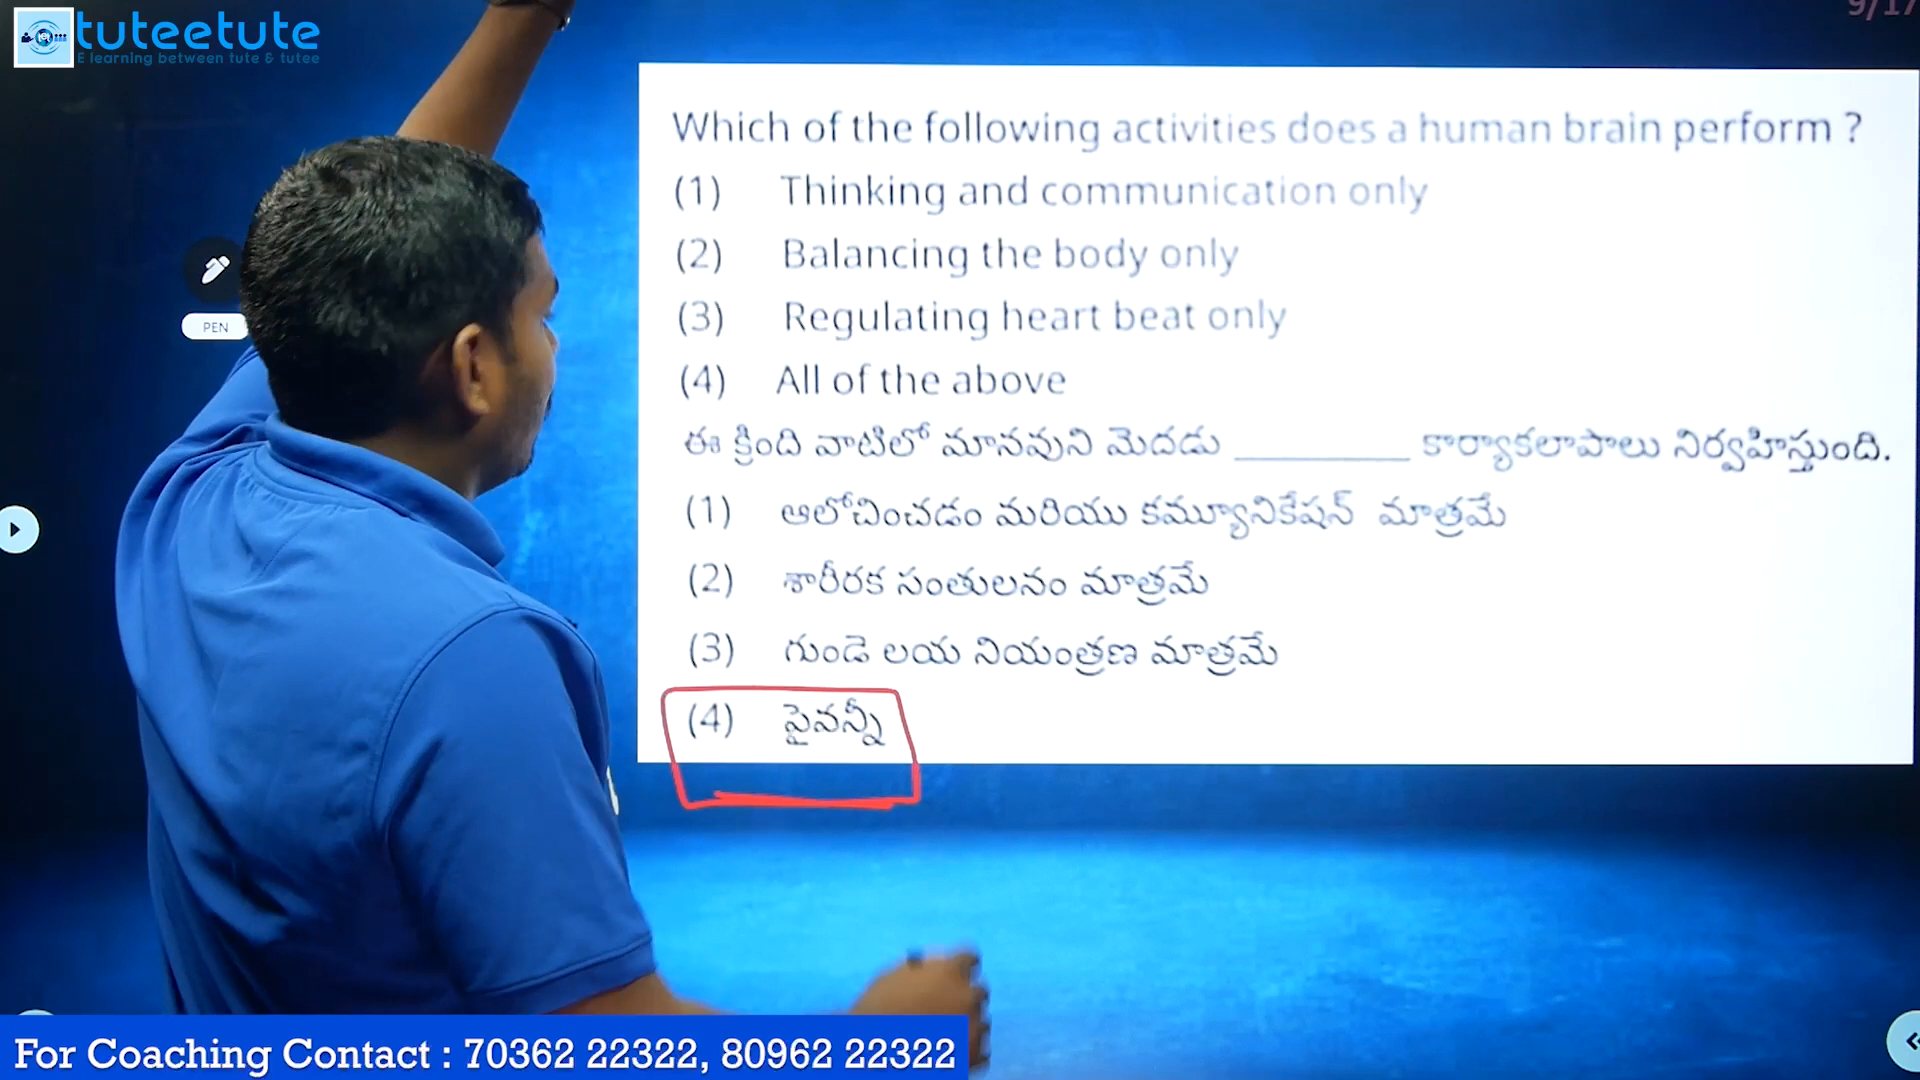 tuteetute
E learning between tute & tutee
9/17
Which of the following activities does a human brain perform ?
(1) Thinking and communication only
(2) Balancing the body only
(3) Regulating heart beat only
(4) All of the above
ఈ క్రింది వాటిలో మానవుని మెదడు __________ కార్యాకలాపాలు నిర్వహిస్తుంది.
(1) ఆలోచించడం మరియు కమ్యూనికేషన్ మాత్రమే
(2) శారీరక సంతులనం మాత్రమే
(3) గుండె లయ నియంత్రణ మాత్రమే
(4) పైవన్నీ
PEN
For Coaching Contact : 70362 22322, 80962 22322